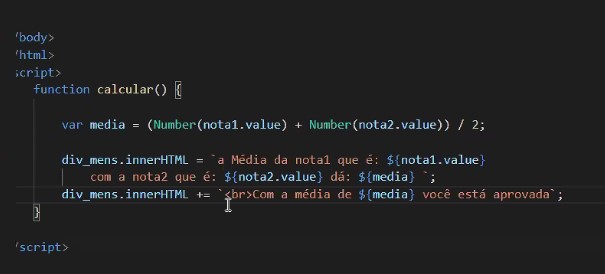 /body>
/html>
script>
function calcular() {
var media = (Number(nota1.value) + Number(nota2.value)) / 2;
div_mens.innerHTML = `a Média da nota1 que é: ${nota1.value}
com a nota2 que é: ${nota2.value} dá: ${media} `;
div_mens.innerHTML += `<br>Com a média de ${media} você está aprovada`;
}
/script>